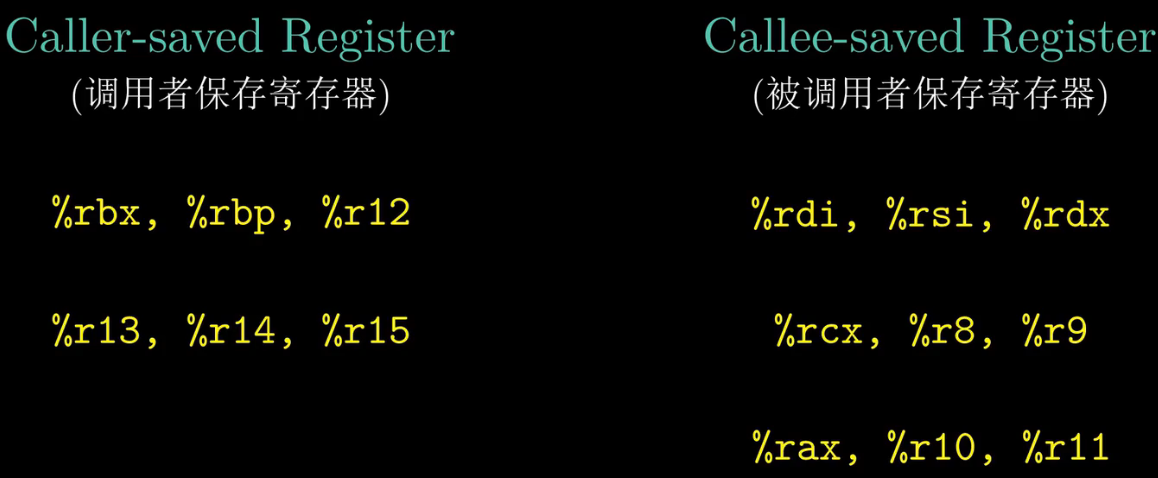 Caller-saved Register
(调用者保存寄存器)
%rbx, %rbp, %r12
%r13, %r14, %r15
Callee-saved Register
(被调用者保存寄存器)
%rdi, %rsi, %rdx
%rcx, %r8, %r9
%rax, %r10, %r11